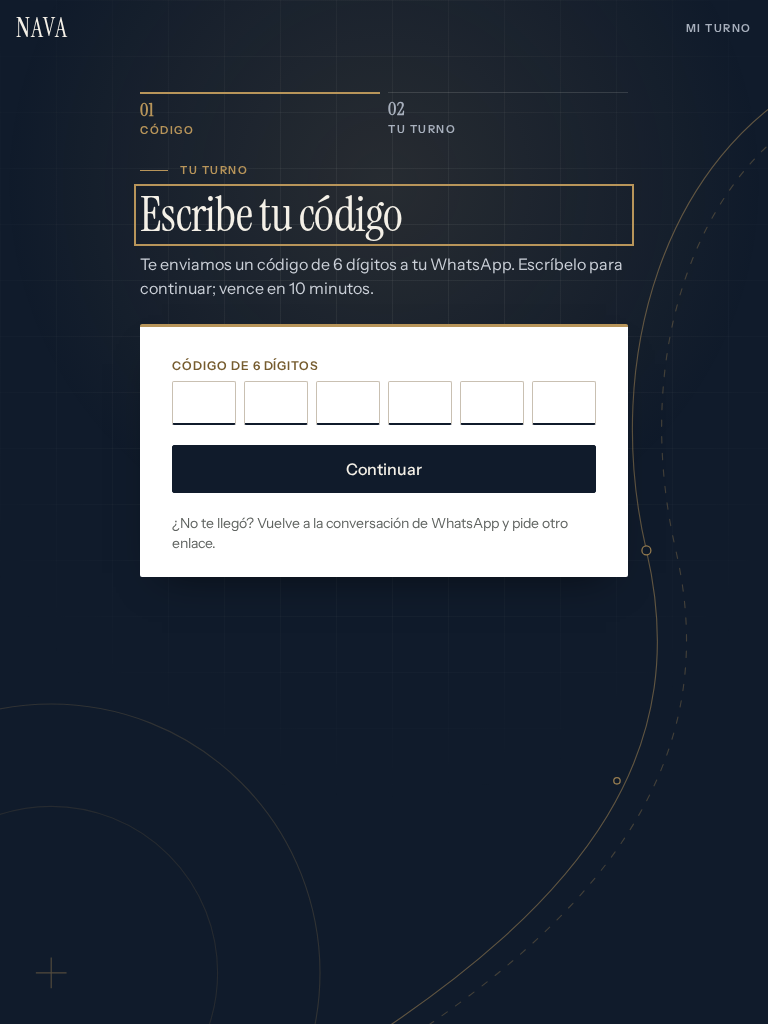 NAVA
MI TURNO
01
CÓDIGO
02
TU TURNO
TU TURNO
Escribe tu código
Te enviamos un código de 6 dígitos a tu WhatsApp. Escríbelo para
continuar; vence en 10 minutos.
CÓDIGO DE 6 DÍGITOS
Continuar
¿No te llegó? Vuelve a la conversación de WhatsApp y pide otro
enlace.